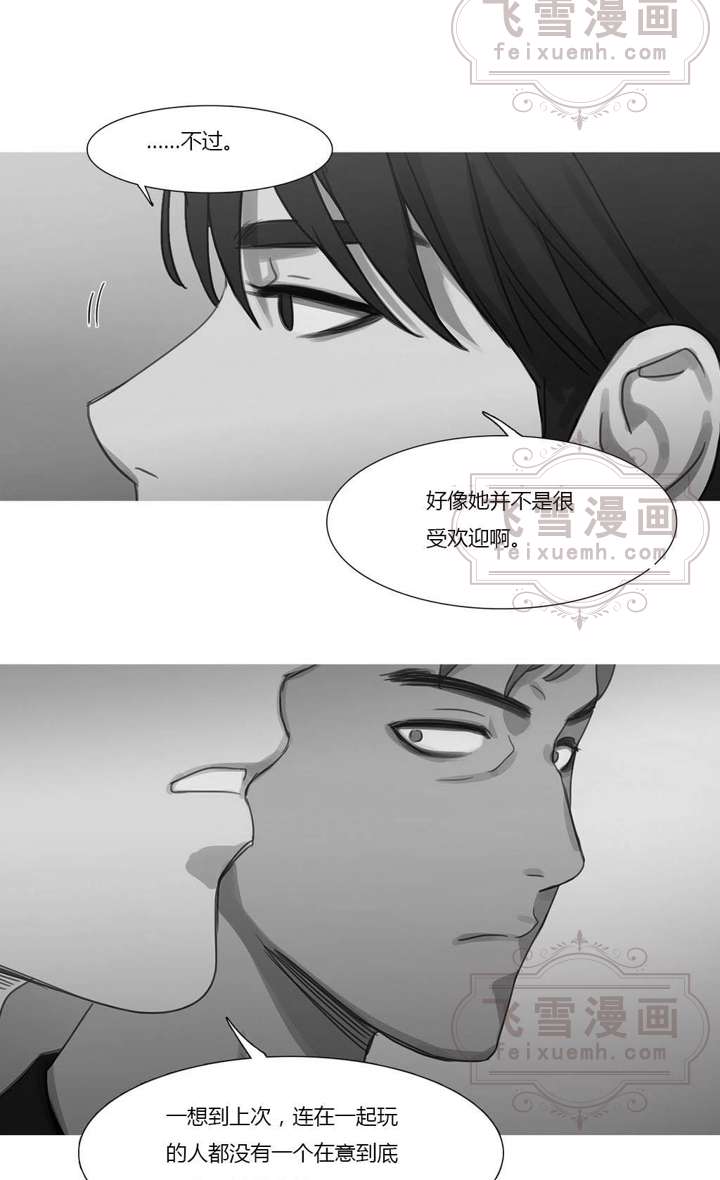 飞雪漫画
feixuemh.com
……不过。
好像她并不是很
受欢迎啊。
飞雪漫画
feixuemh.com
飞雪漫画
feixuemh.com
一想到上次，连在一起玩
的人都没有一个在意到底